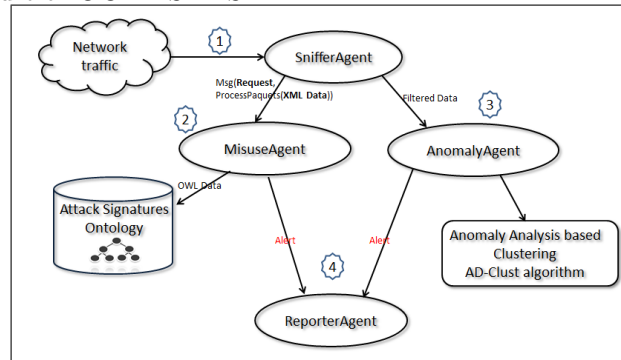 1
Network
traffic
SnifferAgent
Msg(Request,
ProcessPaquets(XML Data))
Filtered Data
3
2
MisuseAgent
AnomalyAgent
OWL Data
Attack Signatures
Ontology
Alert
Alert
Anomaly Analysis based
Clustering
AD-Clust algorithm
4
ReporterAgent